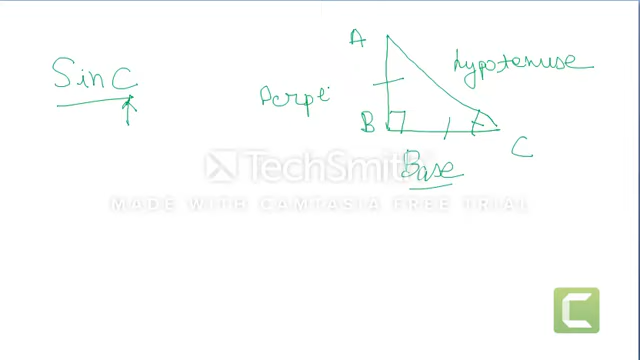 Sin C
A
hypotenuse
Perpe
B
C
Base
TechSmith
MADE WITH CAMTASIA FREE TRIAL